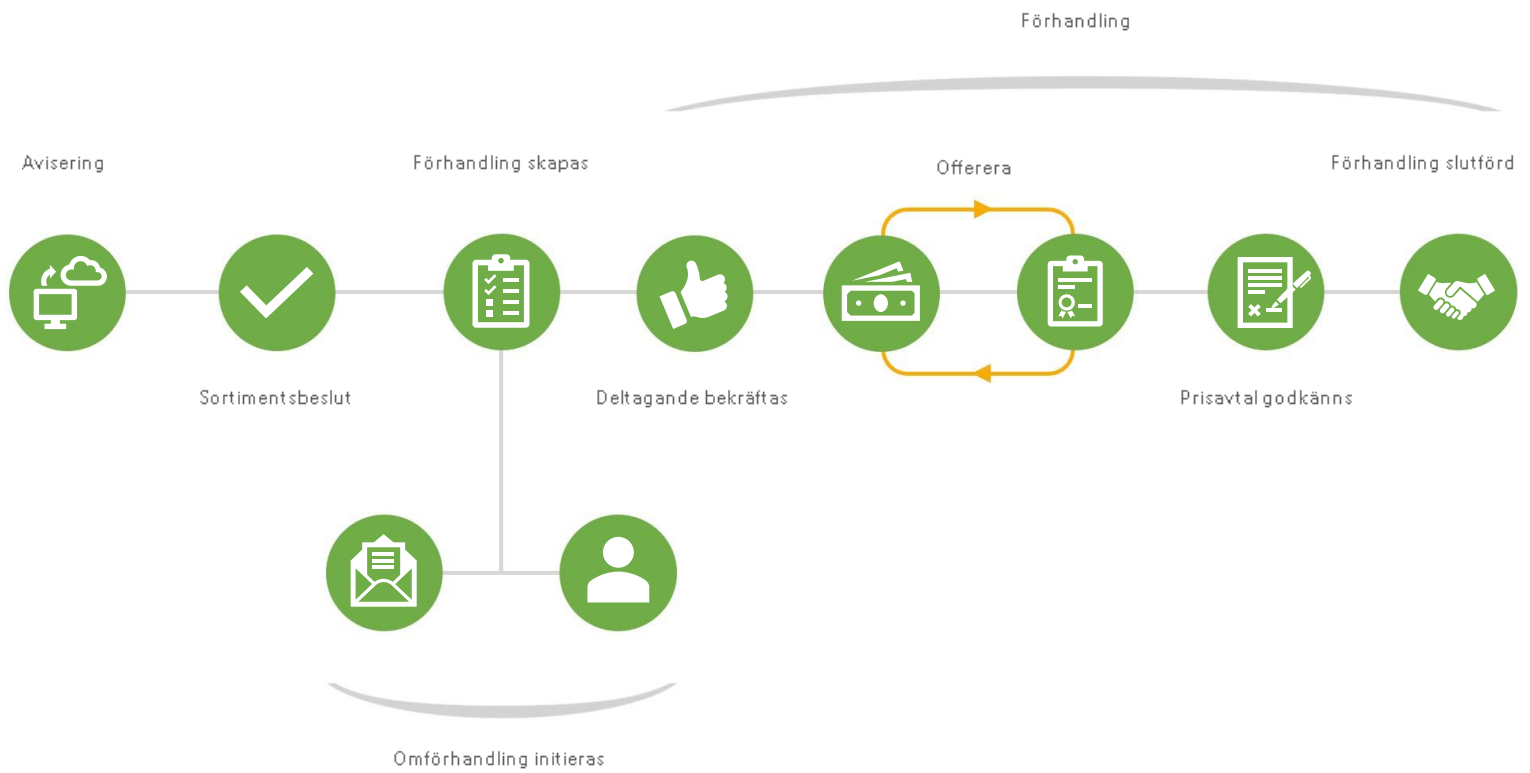 Förhandling
Avisering
Förhandling skapas
Offerera
Förhandling slutförd
Sortimentsbeslut
Deltagande bekräftas
Prisavtal godkänns
Omförhandling initieras